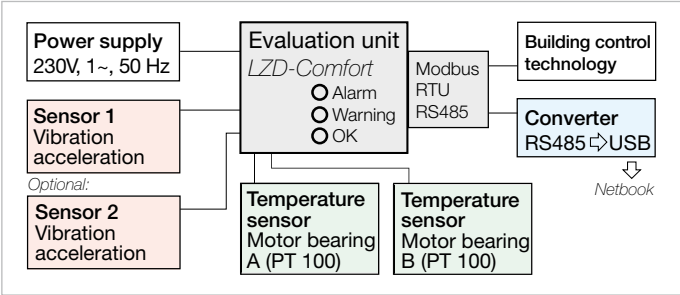 Power supply
230V, 1~, 50 Hz
Sensor 1
Vibration
acceleration
Optional:
Sensor 2
Vibration
acceleration
Evaluation unit
LZD-Comfort
Alarm
Warning
OK
Modbus
RTU
RS485
Building control
technology
Converter
RS485 ⇨ USB
Netbook
Temperature
sensor
Motor bearing
A (PT 100)
Temperature
sensor
Motor bearing
B (PT 100)